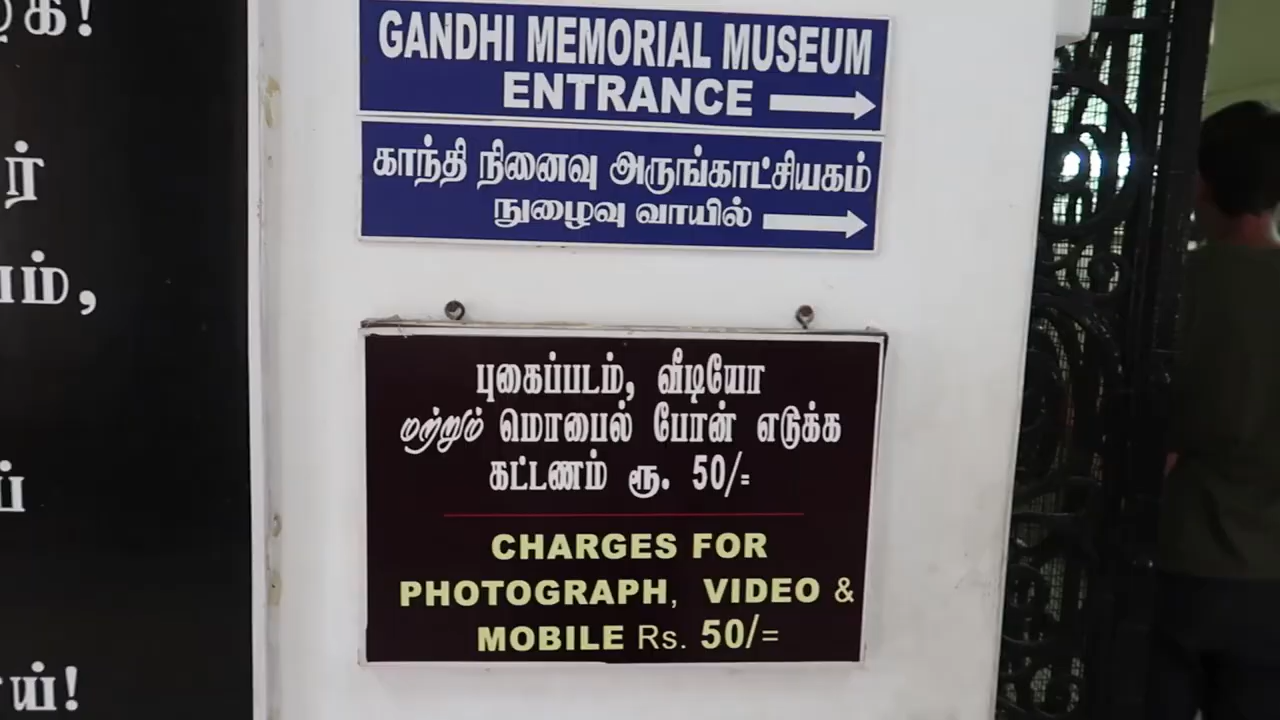 GANDHI MEMORIAL MUSEUM
ENTRANCE
காந்தி நினைவு அருங்காட்சியகம்
நுழைவு வாயில்
புகைப்படம், வீடியோ
மற்றும் மொபைல் போன் எடுக்க
கட்டணம் ரூ. 50/=
CHARGES FOR
PHOTOGRAPH, VIDEO &
MOBILE Rs. 50/=